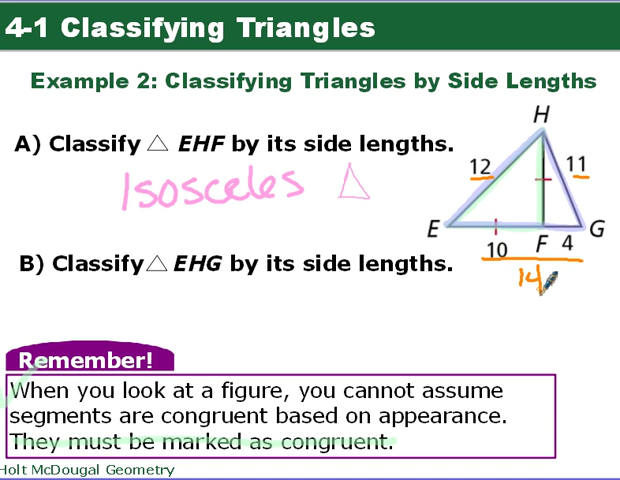 4-1 Classifying Triangles
Example 2: Classifying Triangles by Side Lengths
A) Classify △ EHF by its side lengths.
Isosceles △
H
12
11
E
10
F
4
G
14
B) Classify△ EHG by its side lengths.
Remember!
When you look at a figure, you cannot assume
segments are congruent based on appearance.
They must be marked as congruent.
Holt McDougal Geometry